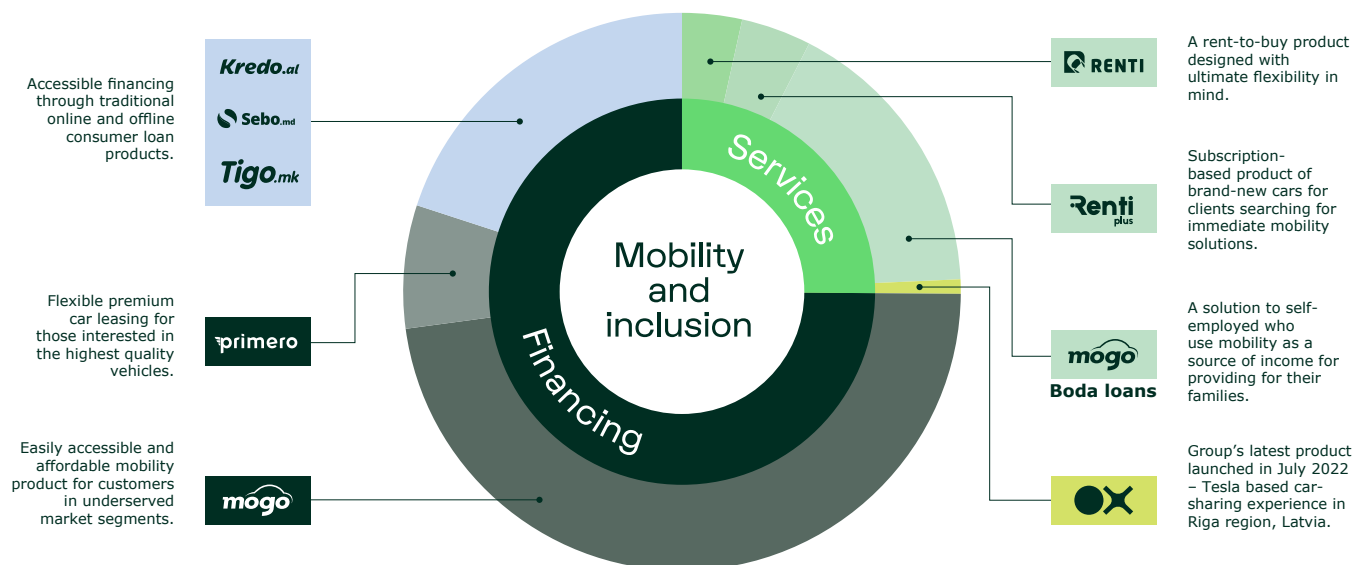 Accessible financing
through traditional
online and offline
consumer loan
products.
Kredo.al
Sebo.md
Tigo.mk
Flexible premium
car leasing for
those interested in
the highest quality
vehicles.
primero
Easily accessible and
affordable mobility
product for customers
in underserved
market segments.
mogo
Services
Mobility
and
inclusion
Financing
RENTI
A rent-to-buy product
designed with
ultimate flexibility in
mind.
Renti
plus
Subscription-
based product of
brand-new cars for
clients searching for
immediate mobility
solutions.
mogo
Boda loans
A solution to self-
employed who
use mobility as a
source of income for
providing for their
families.
OX
Group’s latest product
launched in July 2022
– Tesla based car-
sharing experience in
Riga region, Latvia.